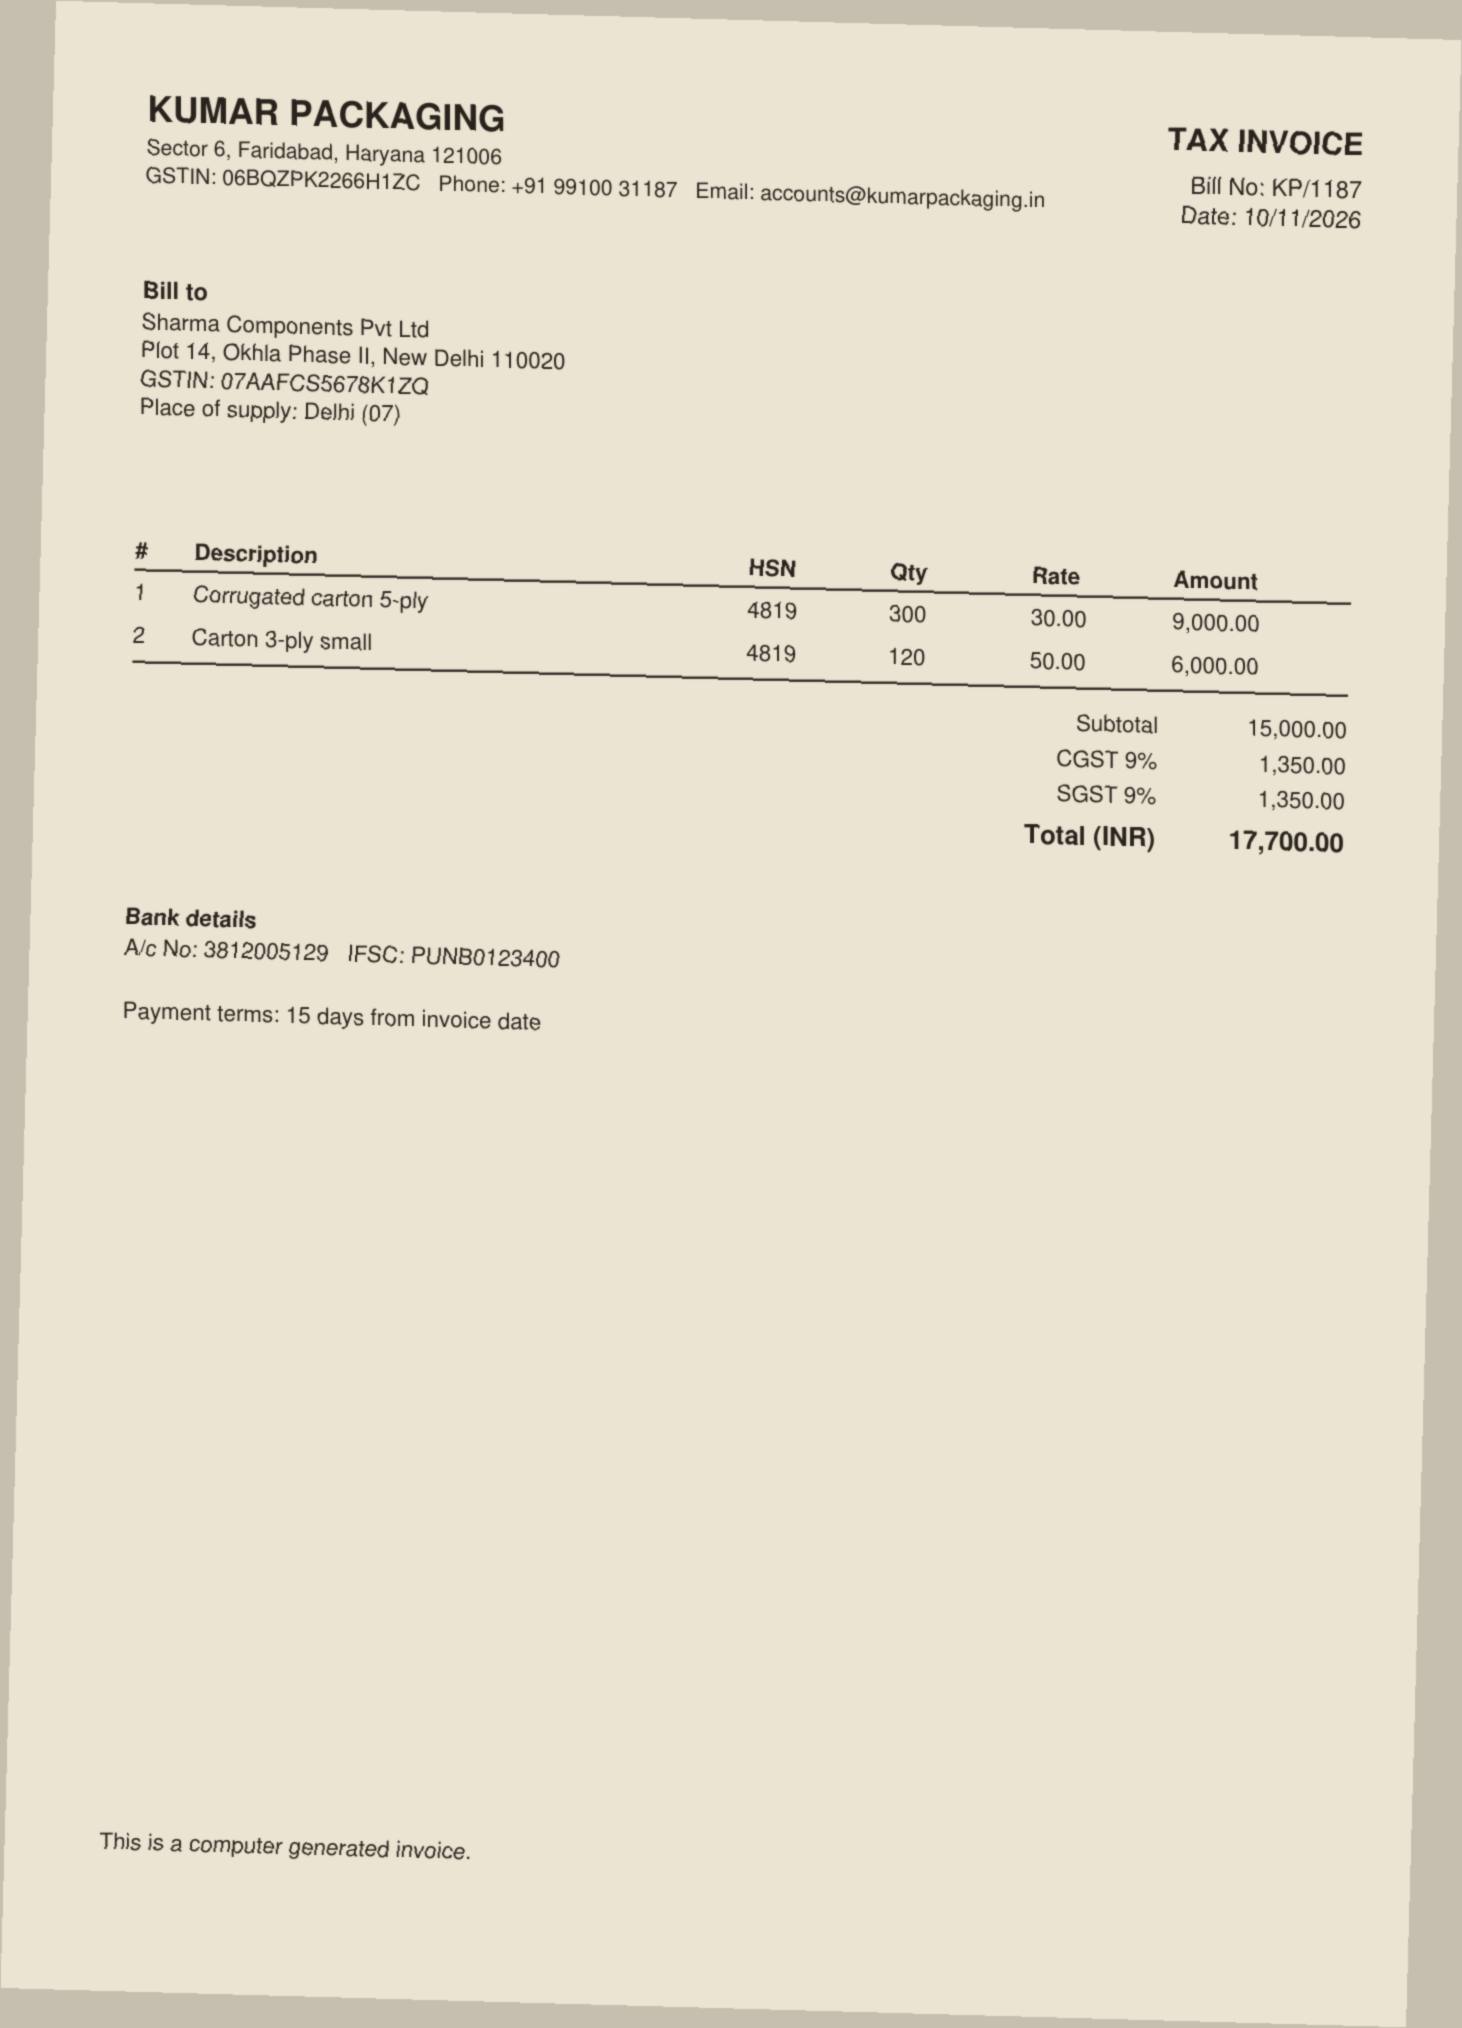 KUMAR PACKAGING
Sector 6, Faridabad, Haryana 121006
GSTIN: 06BQZPK2266H1ZC Phone: +91 99100 31187 Email: accounts@kumarpackaging.in
TAX INVOICE
Bill No: KP/1187
Date: 10/11/2026
Bill to
Sharma Components Pvt Ltd
Plot 14, Okhla Phase II, New Delhi 110020
GSTIN: 07AAFCS5678K1ZQ
Place of supply: Delhi (07)
# Description HSN Qty Rate Amount
1 Corrugated carton 5-ply 4819 300 30.00 9,000.00
2 Carton 3-ply small 4819 120 50.00 6,000.00
Subtotal 15,000.00
CGST 9% 1,350.00
SGST 9% 1,350.00
Total (INR) 17,700.00
Bank details
A/c No: 3812005129 IFSC: PUNB0123400
Payment terms: 15 days from invoice date
This is a computer generated invoice.